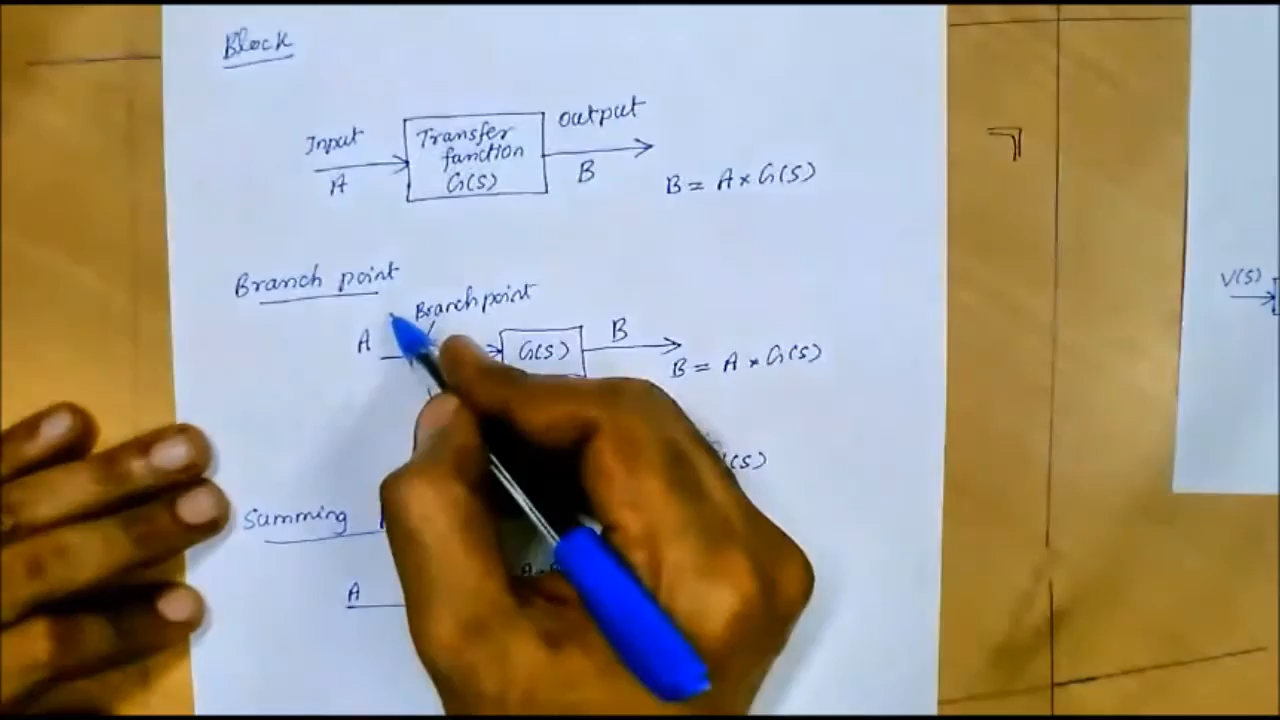 Block
Input
Transfer
function
G(S)
output
A
B
B = A × G(S)
Branch point
Branch point
A
G(S)
B
B = A × G(S)
(S)
Summing
A
V(S)